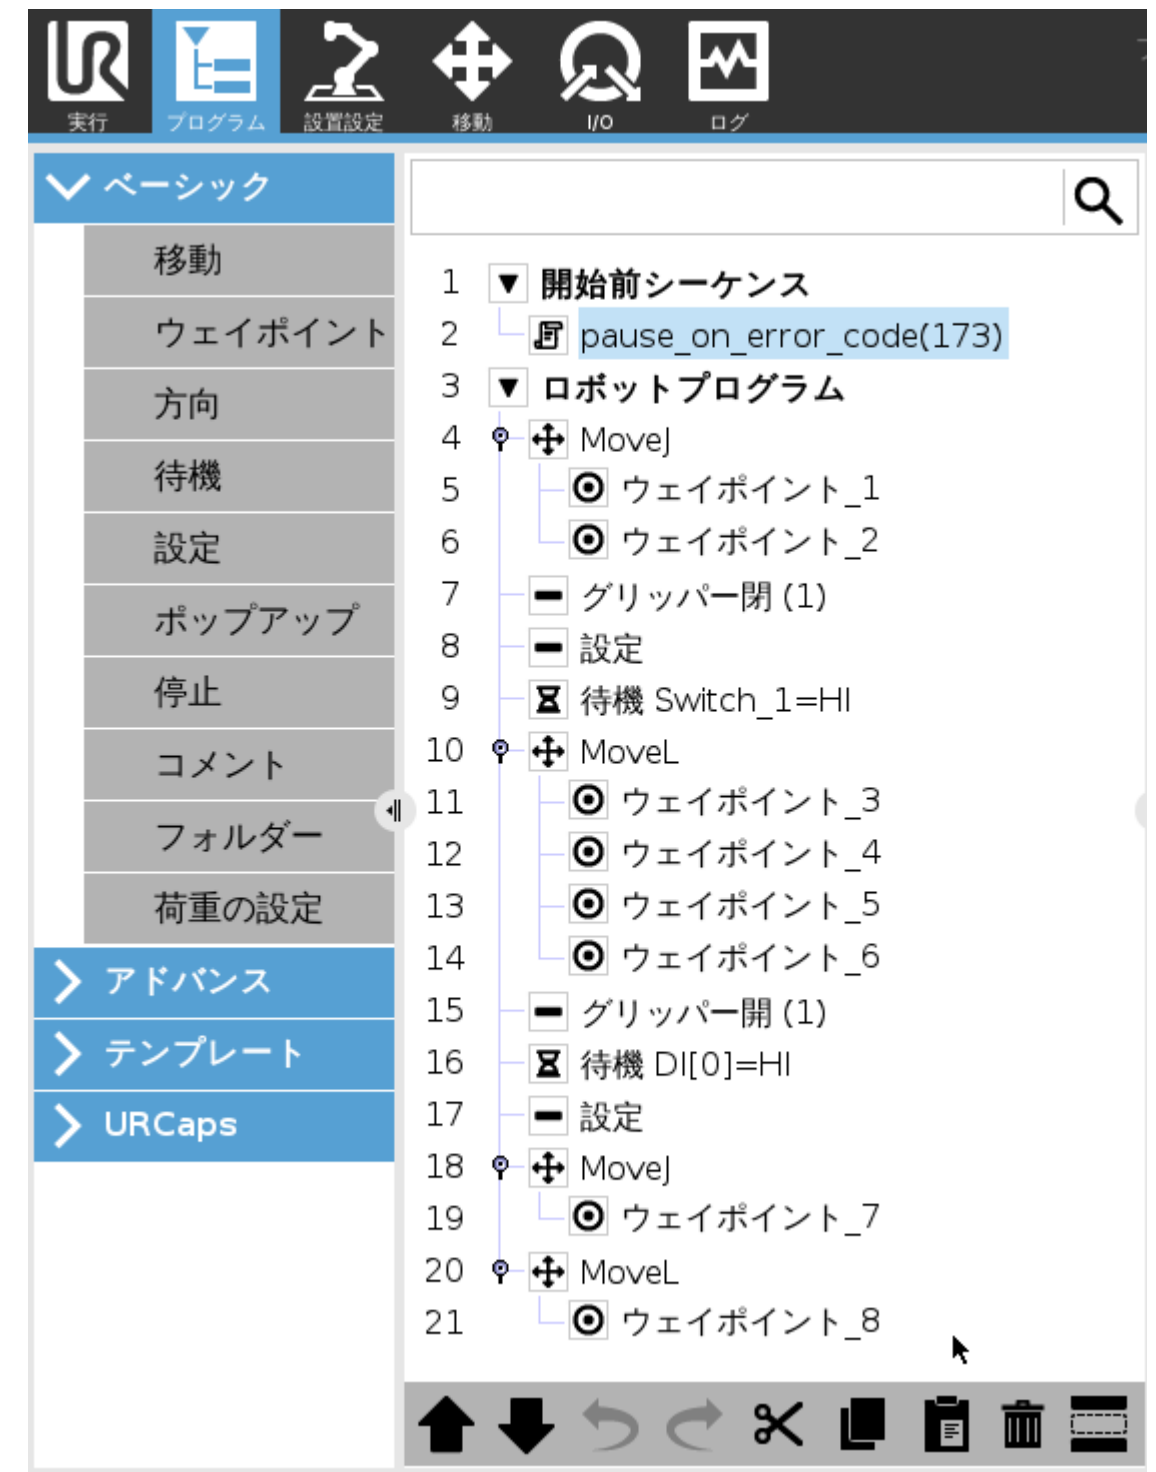 実行
プログラム
設置設定
移動
I/O
ログ
ベーシック
移動
ウェイポイント
方向
待機
設定
ポップアップ
停止
コメント
フォルダー
荷重の設定
アドバンス
テンプレート
URCaps
1 開始前シーケンス
2 pause_on_error_code(173)
3 ロボットプログラム
4 MoveJ
5 ウェイポイント_1
6 ウェイポイント_2
7 グリッパー閉 (1)
8 設定
9 待機 Switch_1=HI
10 MoveL
11 ウェイポイント_3
12 ウェイポイント_4
13 ウェイポイント_5
14 ウェイポイント_6
15 グリッパー開 (1)
16 待機 DI[0]=HI
17 設定
18 MoveJ
19 ウェイポイント_7
20 MoveL
21 ウェイポイント_8